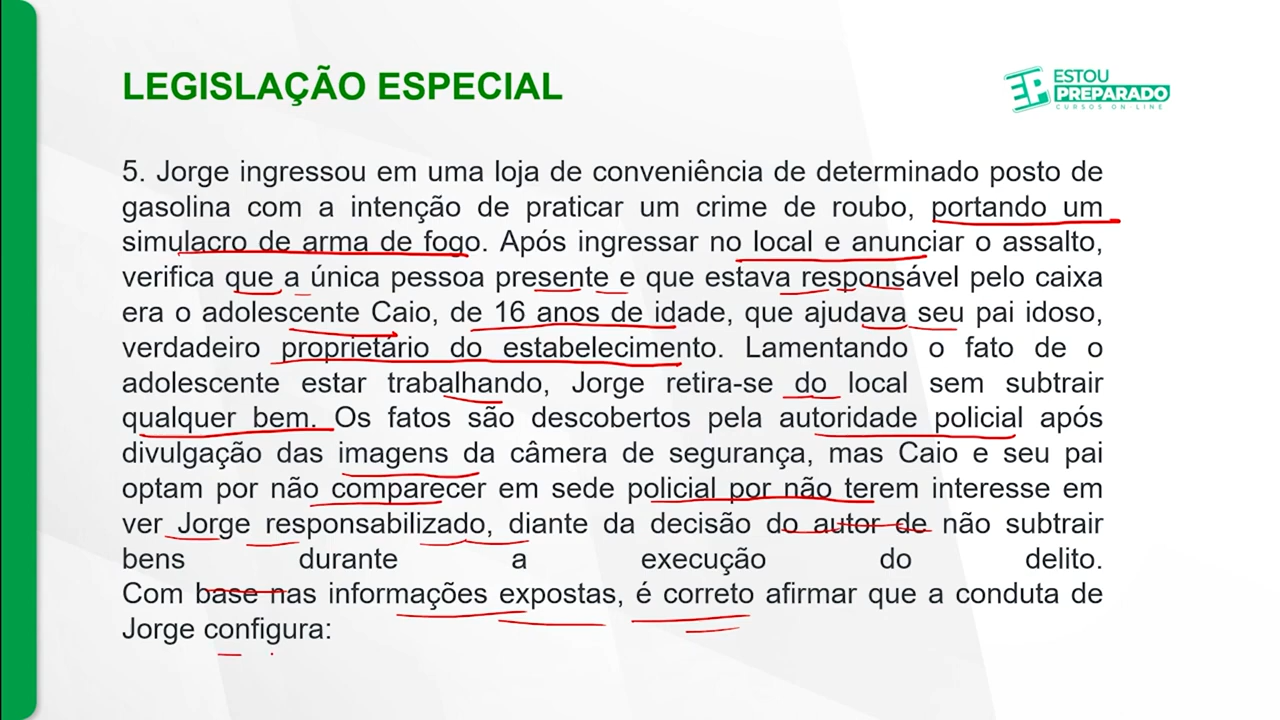 LEGISLAÇÃO ESPECIAL
ESTOU
PREPARADO
CURSOS ON-LINE
5. Jorge ingressou em uma loja de conveniência de determinado posto de
gasolina com a intenção de praticar um crime de roubo, portando um
simulacro de arma de fogo. Após ingressar no local e anunciar o assalto,
verifica que a única pessoa presente e que estava responsável pelo caixa
era o adolescente Caio, de 16 anos de idade, que ajudava seu pai idoso,
verdadeiro proprietário do estabelecimento. Lamentando o fato de o
adolescente estar trabalhando, Jorge retira-se do local sem subtrair
qualquer bem. Os fatos são descobertos pela autoridade policial após
divulgação das imagens da câmera de segurança, mas Caio e seu pai
optam por não comparecer em sede policial por não terem interesse em
ver Jorge responsabilizado, diante da decisão do autor de não subtrair
bens durante a execução do delito.
Com base nas informações expostas, é correto afirmar que a conduta de
Jorge configura: